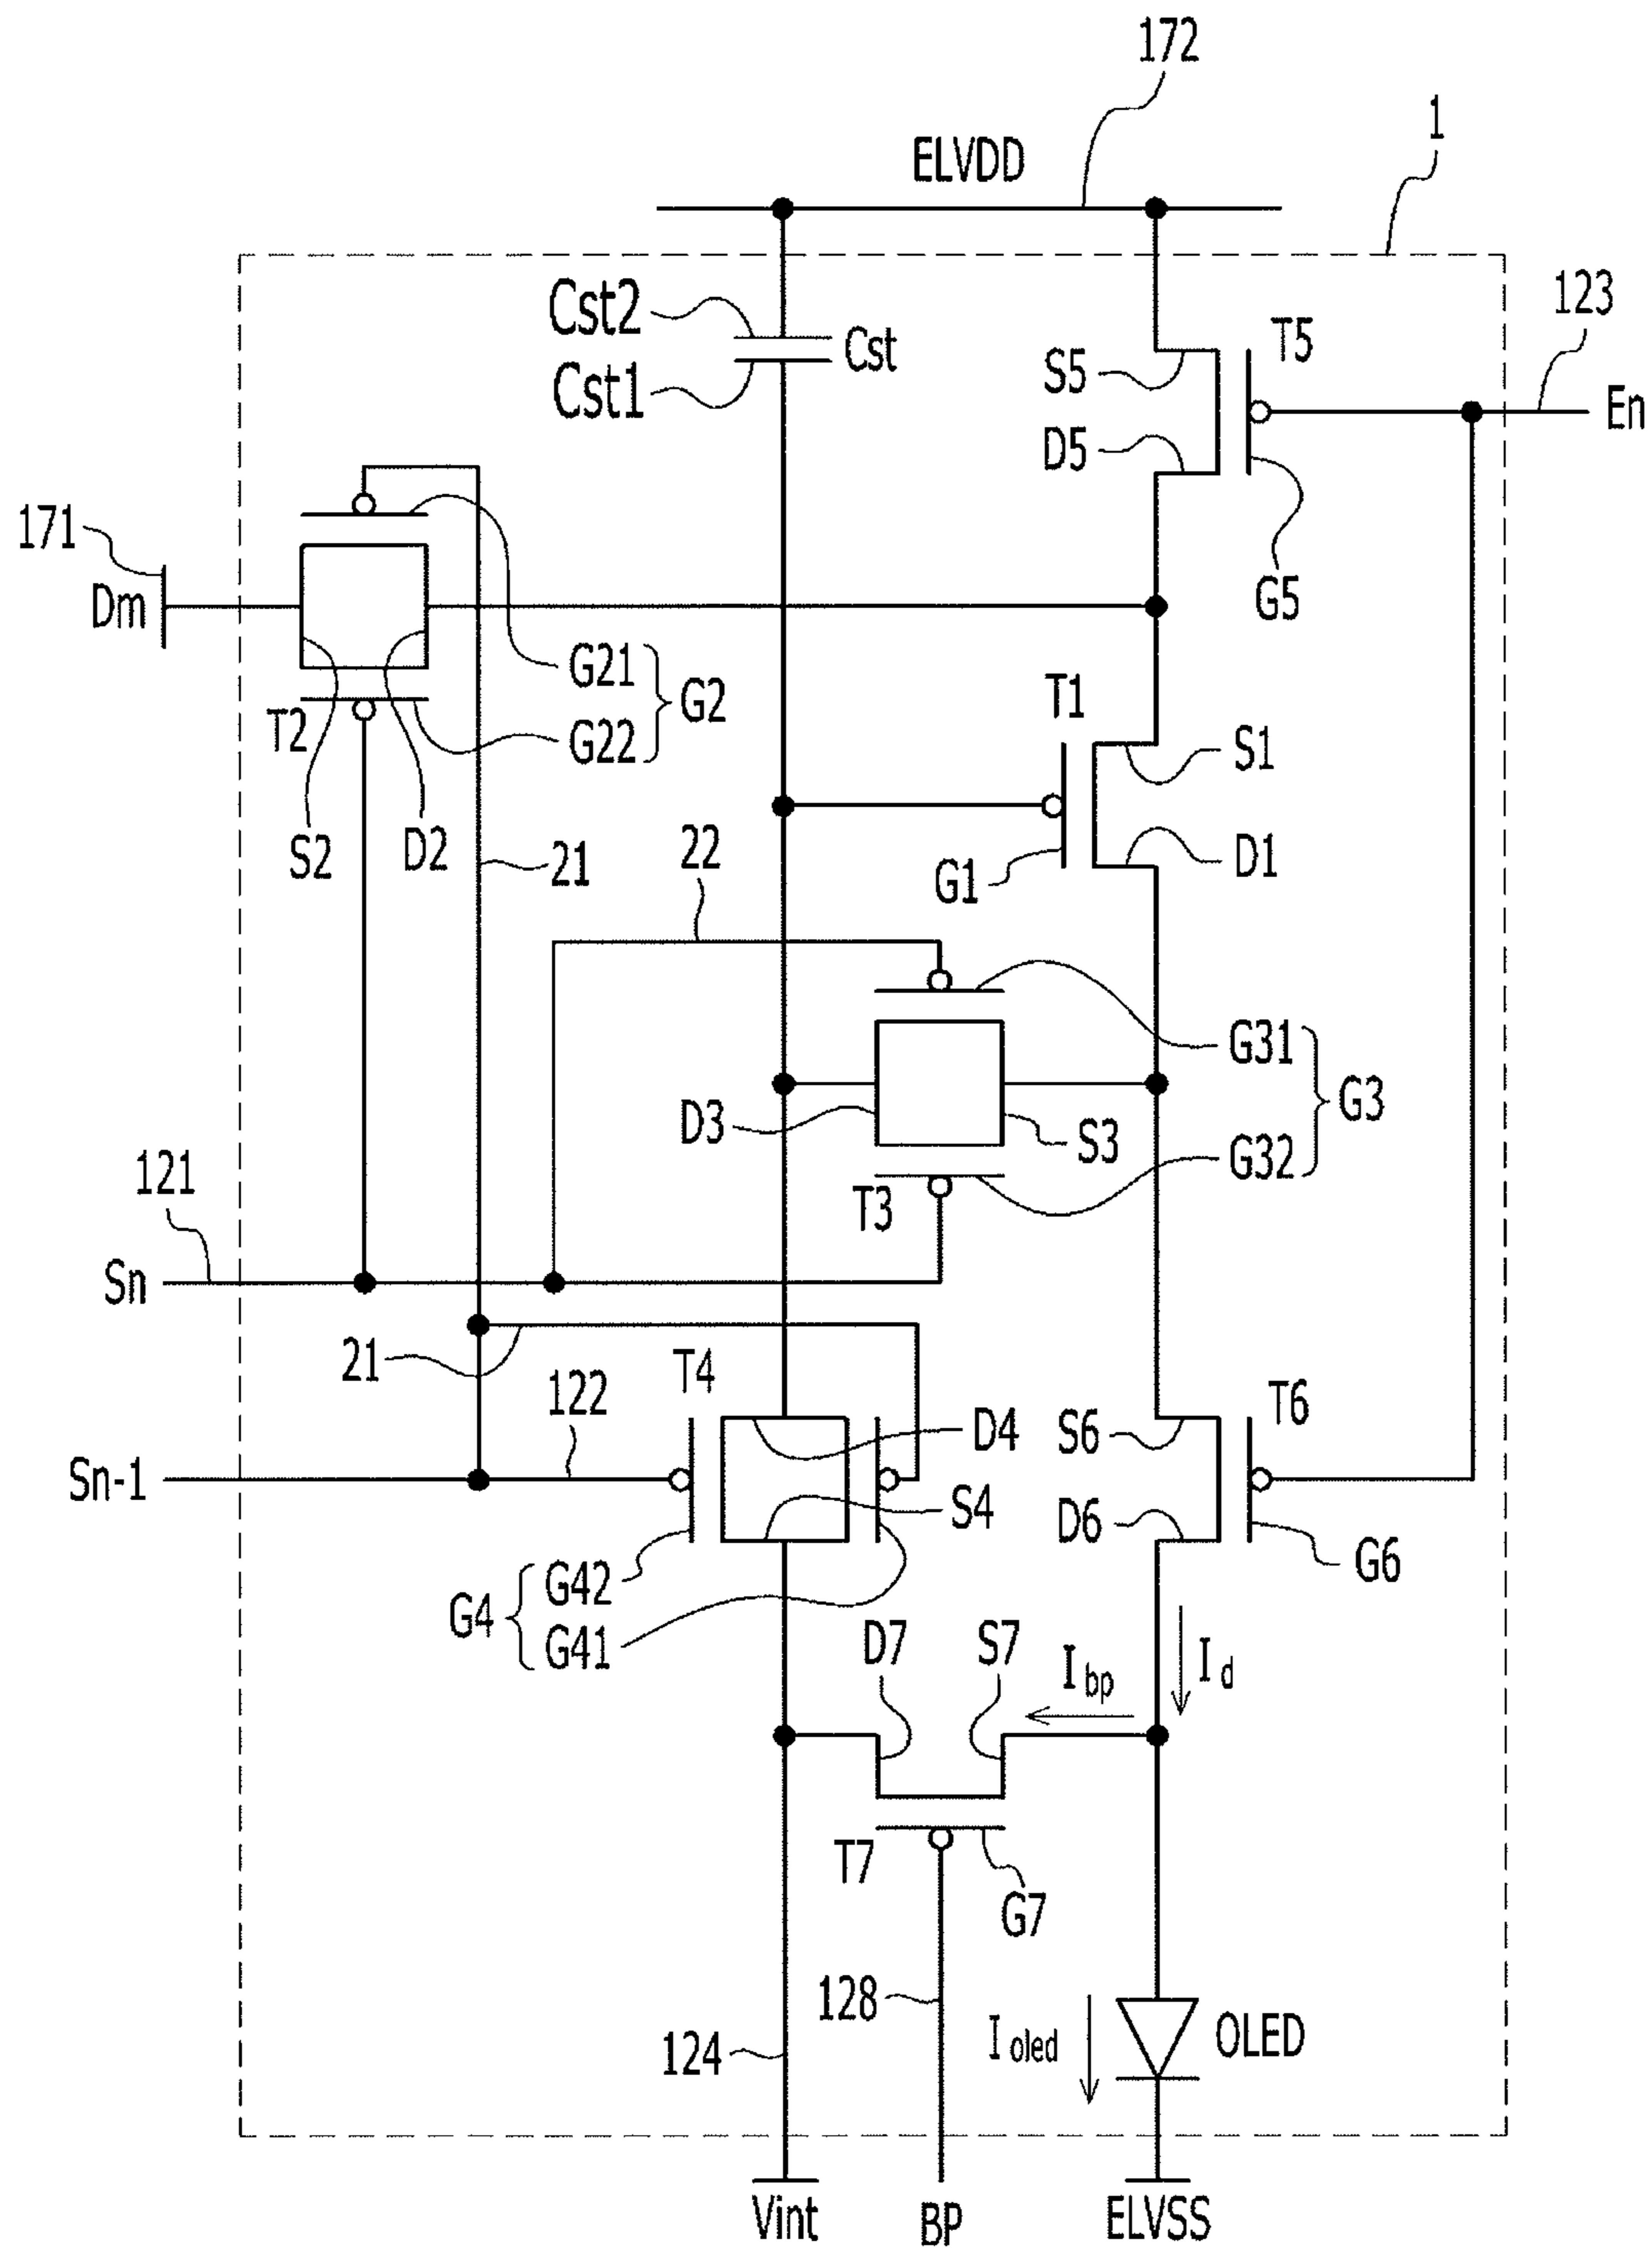 172
ELVDD
1
123
Cst2
Cst
Cst1
T5
S5
En
D5
G5
171
Dm
G21
G2
G22
T2
T1
S1
S2
D2
21
22
G1
D1
G31
G3
D3
S3
G32
121
T3
Sn
21
T4
122
D4
S6
T6
Sn-1
S4
D6
G6
G4
G42
G41
D7
S7
Ibp
Id
T7
G7
128
124
Ioled
OLED
Vint
BP
ELVSS